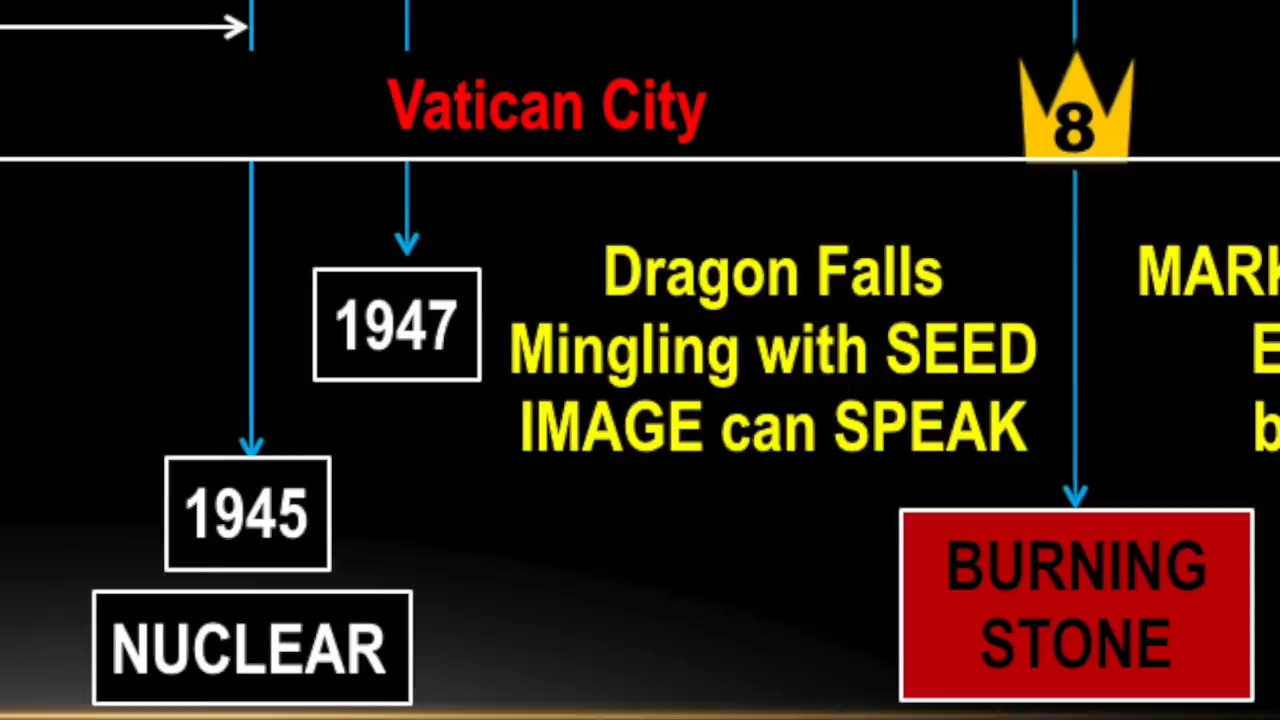 Vatican City
8
1947
Dragon Falls
Mingling with SEED
IMAGE can SPEAK
1945
NUCLEAR
BURNING
STONE